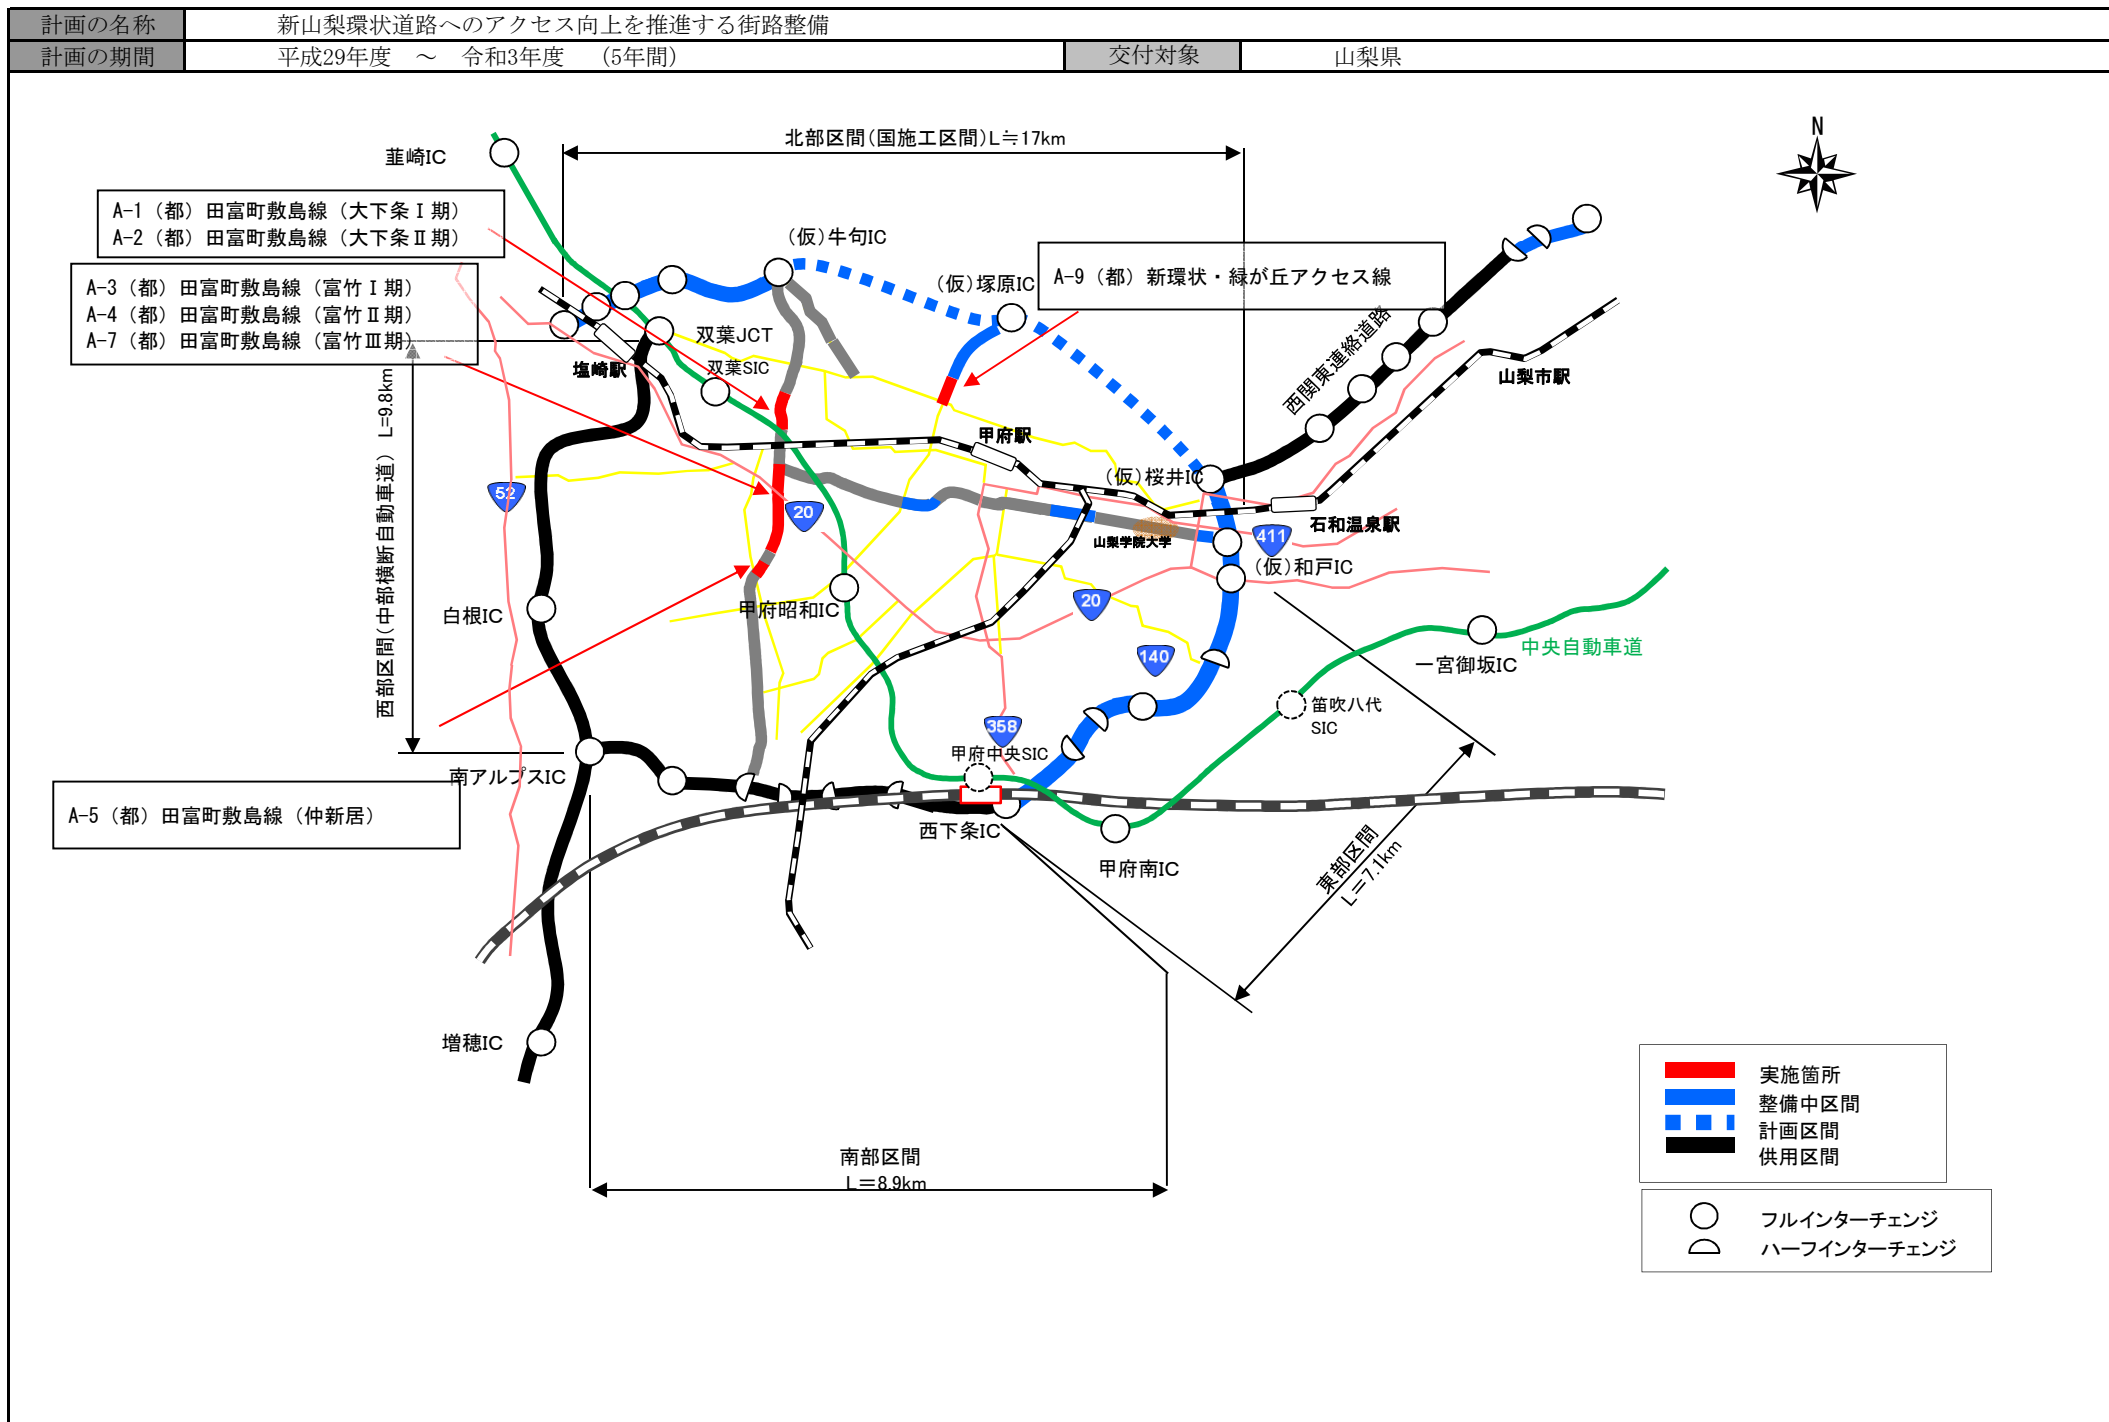 計画の名称 新山梨環状道路へのアクセス向上を推進する街路整備
計画の期間 平成29年度 ～ 令和3年度 (5年間) 交付対象 山梨県
北部区間(国施工区間)L≒17km
N
韮崎IC
A-1（都）田富町敷島線（大下条Ⅰ期）
A-2（都）田富町敷島線（大下条Ⅱ期）
(仮)牛句IC
A-3（都）田富町敷島線（富竹Ⅰ期）
A-4（都）田富町敷島線（富竹Ⅱ期）
A-7（都）田富町敷島線（富竹Ⅲ期）
(仮)塚原IC
A-9（都）新環状・緑が丘アクセス線
双葉JCT
双葉SIC
塩崎駅
西関東連絡道路
山梨市駅
西部区間(中部横断自動車道) L=9.8km
甲府駅
(仮)桜井IC
52
20
石和温泉駅
411
山梨学院大学
(仮)和戸IC
甲府昭和IC
20
白根IC
140
中央自動車道
一宮御坂IC
笛吹八代
SIC
358
甲府中央SIC
南アルプスIC
A-5（都）田富町敷島線（仲新居）
西下条IC
甲府南IC
東部区間
L=7.1km
増穂IC
南部区間
L=8.9km
実施箇所
整備中区間
計画区間
供用区間
フルインターチェンジ
ハーフインターチェンジ